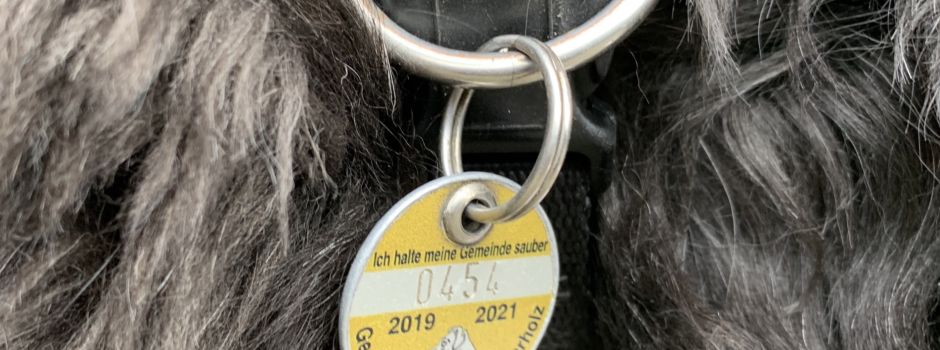 Ich halte meine Gemeinde sauber
0454
2019 2021